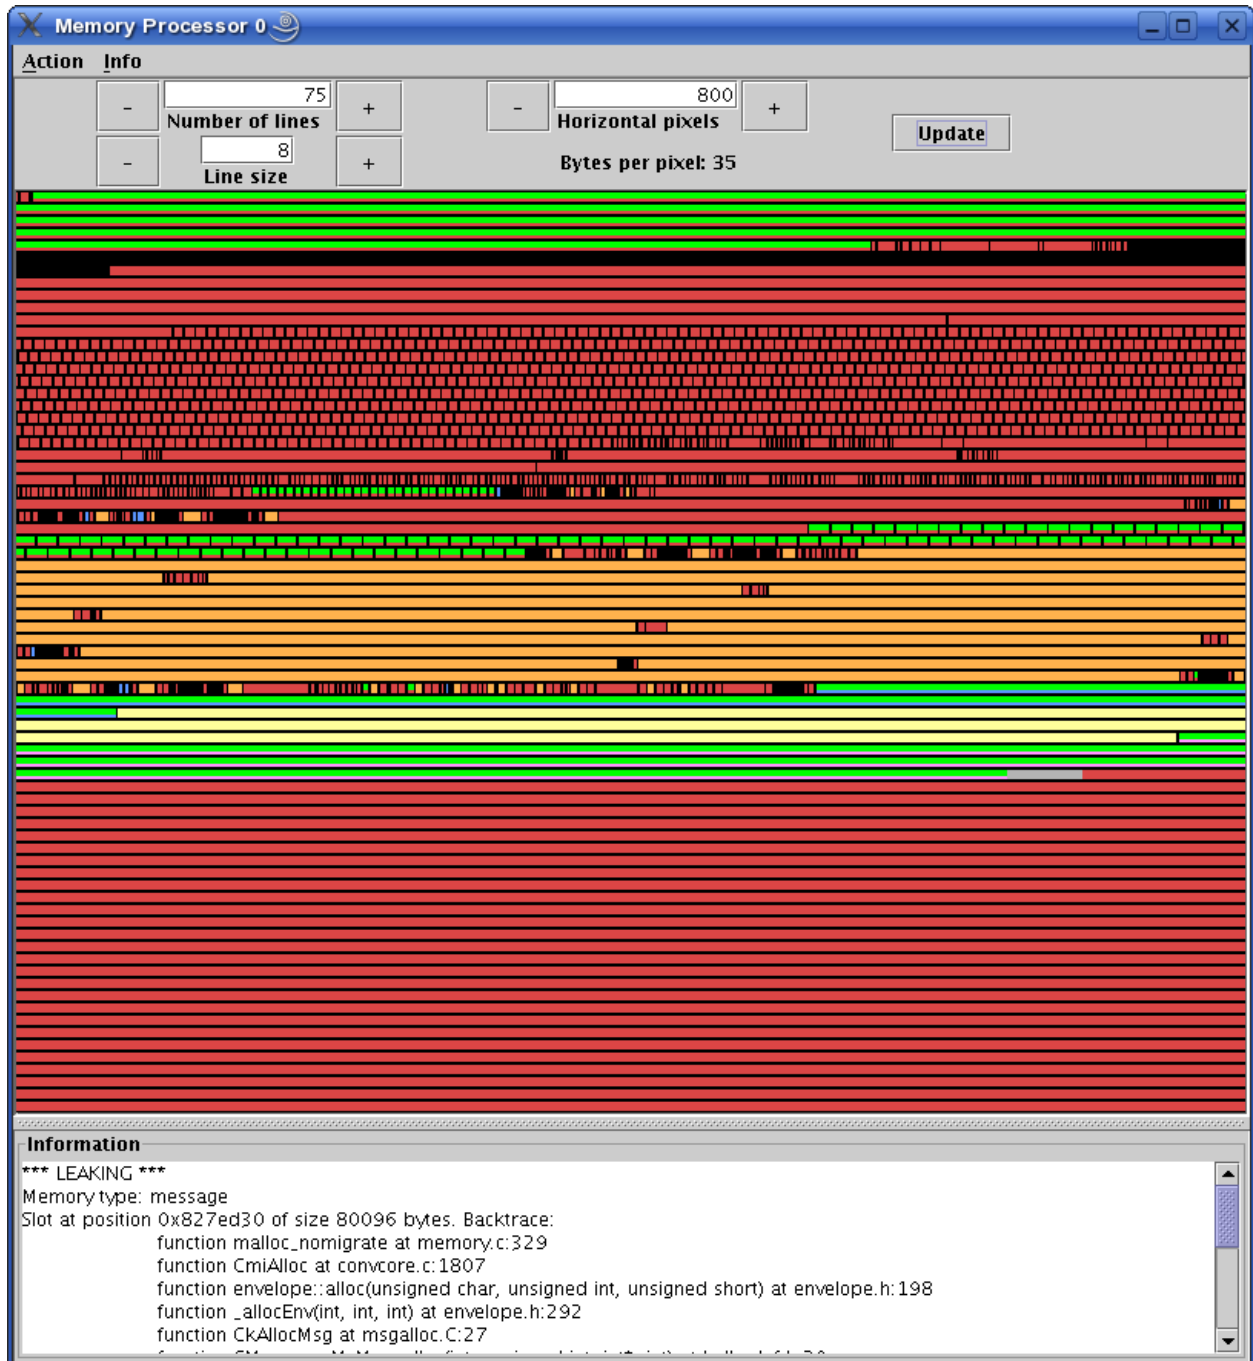 Memory Processor 0
Action Info
- 75 + - 800 +
Number of lines Horizontal pixels
Update
- 8 + Bytes per pixel: 35
Line size
Information
*** LEAKING ***
Memory type: message
Slot at position 0x827ed30 of size 80096 bytes. Backtrace:
function malloc_nomigrate at memory.c:329
function CmiAlloc at convcore.c:1807
function envelope::alloc(unsigned char, unsigned int, unsigned short) at envelope.h:198
function _allocEnv(int, int, int) at envelope.h:292
function CkAllocMsg at msgalloc.C:27